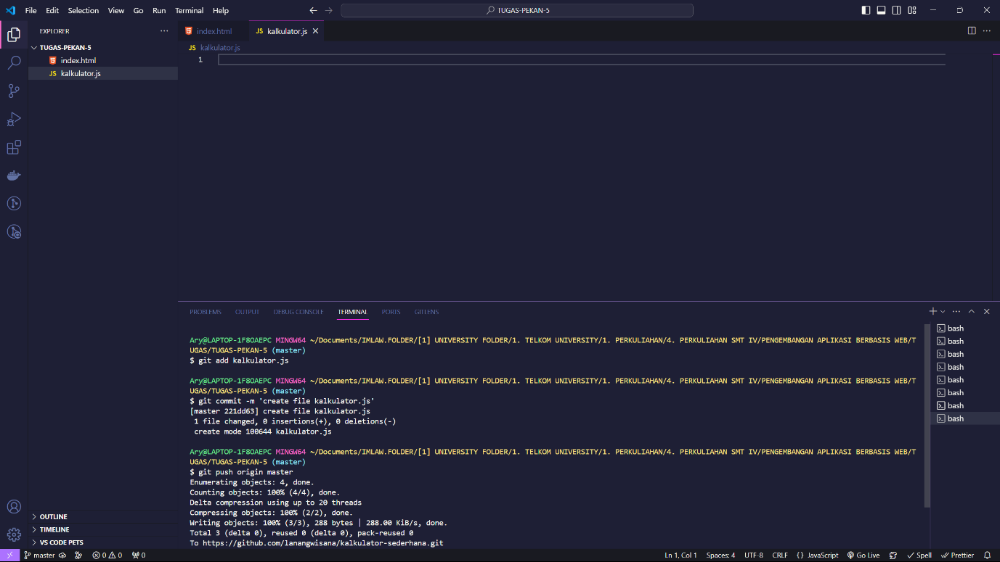 File Edit Selection View Go Run Terminal Help
TUGAS-PEKAN-5
EXPLORER
TUGAS-PEKAN-5
index.html
JS kalkulator.js
OUTLINE
TIMELINE
VS CODE PETS
index.html
JS kalkulator.js
JS kalkulator.js
1
PROBLEMS OUTPUT DEBUG CONSOLE TERMINAL PORTS GITLENS
Ary@LAPTOP-1F8OAEPC MINGW64 ~/Documents/IMLAW.FOLDER/[1] UNIVERSITY FOLDER/1. TELKOM UNIVERSITY/1. PERKULIAHAN/4. PERKULIAHAN SMT IV/PENGEMBANGAN APLIKASI BERBASIS WEB/T
UGAS/TUGAS-PEKAN-5 (master)
$ git add kalkulator.js
Ary@LAPTOP-1F8OAEPC MINGW64 ~/Documents/IMLAW.FOLDER/[1] UNIVERSITY FOLDER/1. TELKOM UNIVERSITY/1. PERKULIAHAN/4. PERKULIAHAN SMT IV/PENGEMBANGAN APLIKASI BERBASIS WEB/T
UGAS/TUGAS-PEKAN-5 (master)
$ git commit -m 'create file kalkulator.js'
[master 221dd63] create file kalkulator.js
1 file changed, 0 insertions(+), 0 deletions(-)
create mode 100644 kalkulator.js
Ary@LAPTOP-1F8OAEPC MINGW64 ~/Documents/IMLAW.FOLDER/[1] UNIVERSITY FOLDER/1. TELKOM UNIVERSITY/1. PERKULIAHAN/4. PERKULIAHAN SMT IV/PENGEMBANGAN APLIKASI BERBASIS WEB/T
UGAS/TUGAS-PEKAN-5 (master)
$ git push origin master
Enumerating objects: 4, done.
Counting objects: 100% (4/4), done.
Delta compression using up to 20 threads
Compressing objects: 100% (2/2), done.
Writing objects: 100% (3/3), 288 bytes | 288.00 KiB/s, done.
Total 3 (delta 0), reused 0 (delta 0), pack-reused 0
To https://github.com/lanangwisana/kalkulator-sederhana.git
bash
bash
bash
bash
bash
bash
bash
bash
master 0 0 0 Ln 1, Col 1 Spaces: 4 UTF-8 CRLF {} JavaScript Go Live Spell Prettier